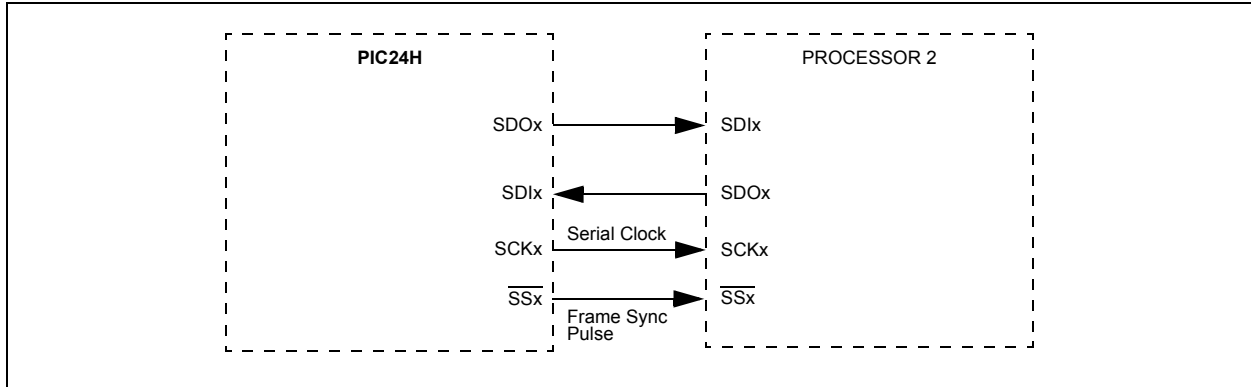 PIC24H
PROCESSOR 2
SDOx
SDIx
SDIx
SDOx
Serial Clock
SCKx
SCKx
SSx
SSx
Frame Sync
Pulse